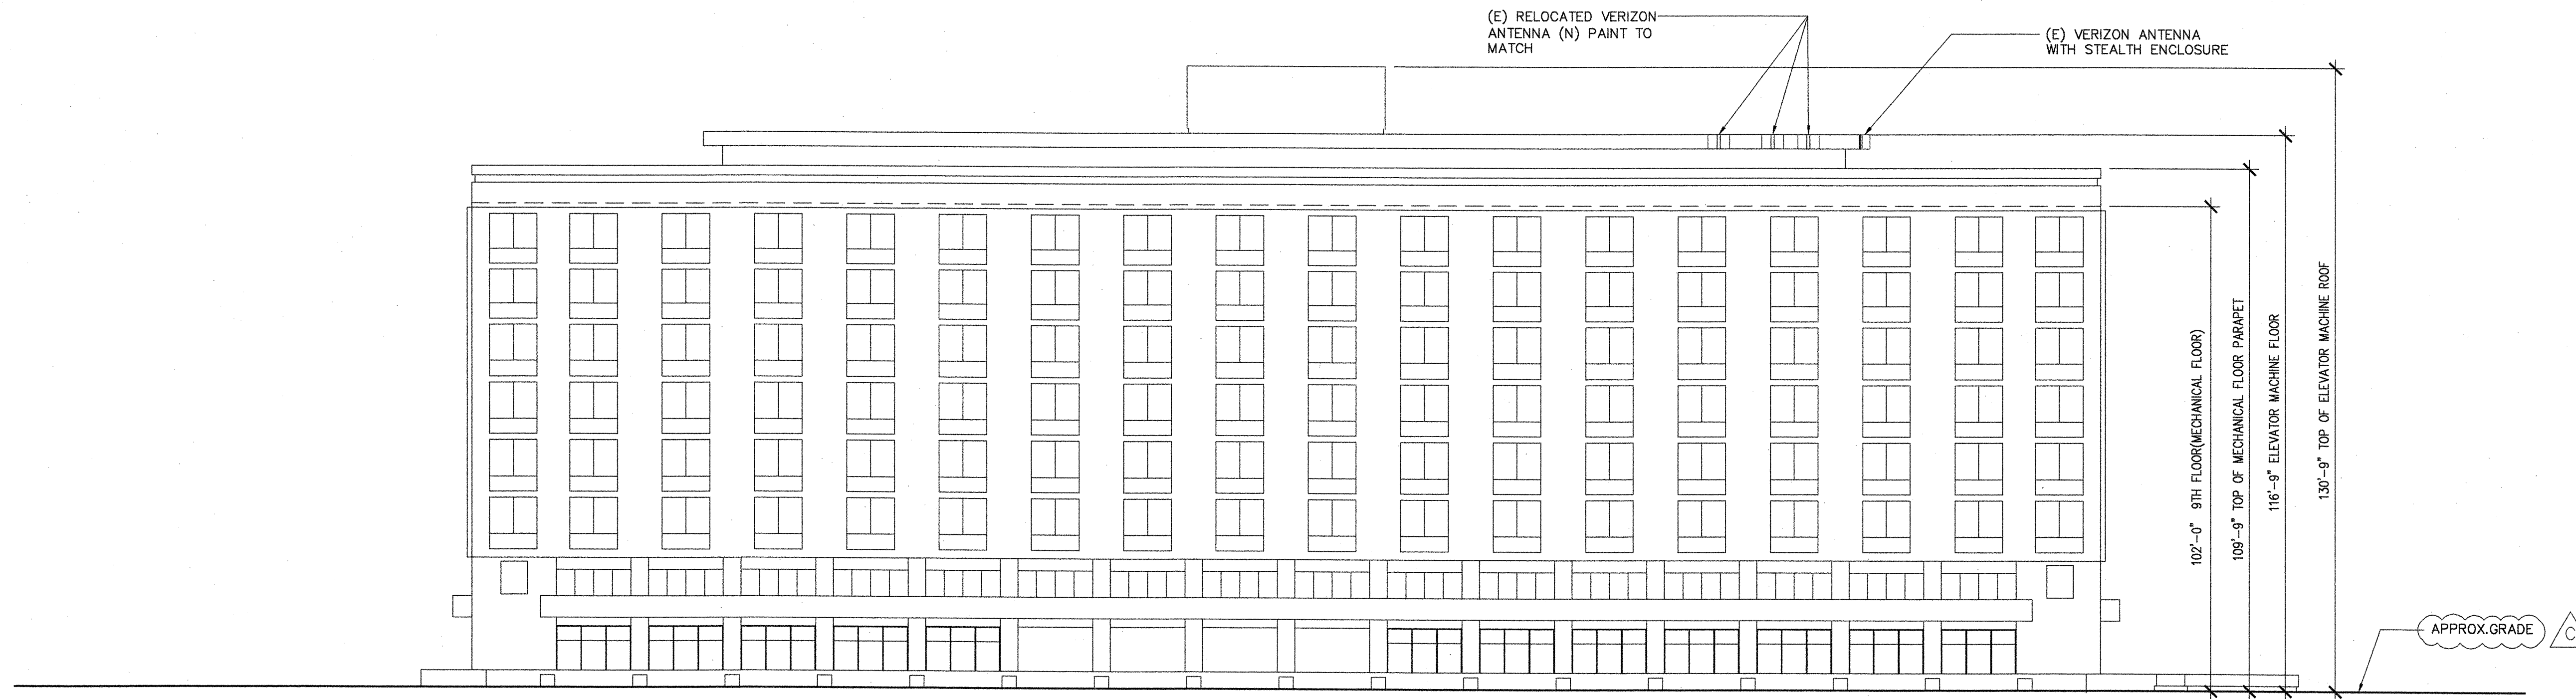 (E) RELOCATED VERIZON
ANTENNA (N) PAINT TO
MATCH
(E) VERIZON ANTENNA
WITH STEALTH ENCLOSURE
102'-0" 9TH FLOOR(MECHANICAL FLOOR)
109'-9" TOP OF MECHANICAL FLOOR PARAPET
116'-9" ELEVATOR MACHINE FLOOR
130'-9" TOP OF ELEVATOR MACHINE ROOF
APPROX.GRADE
C